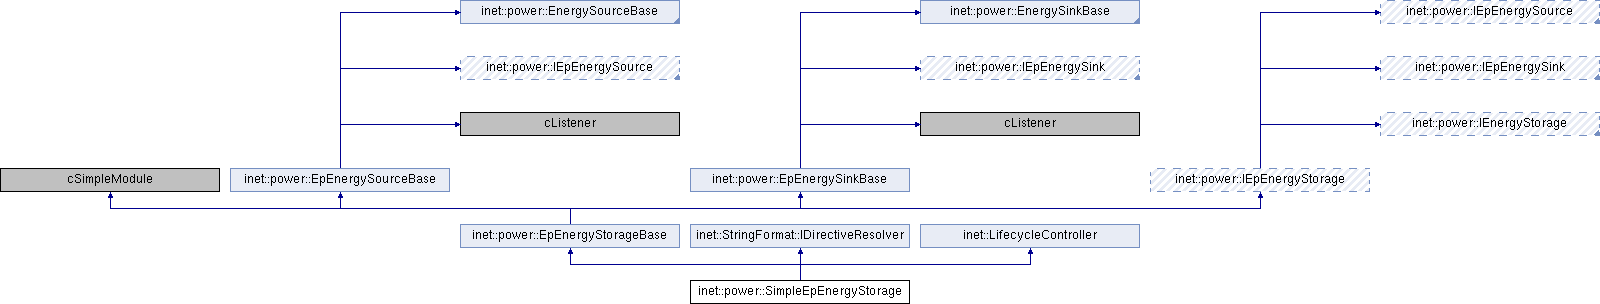 inet::power::EnergySourceBase
inet::power::EnergySinkBase
inet::power::IEpEnergySource
inet::power::IEpEnergySource
inet::power::IEpEnergySink
inet::power::IEpEnergySink
cListener
cListener
inet::power::IEnergyStorage
cSimpleModule
inet::power::EpEnergySourceBase
inet::power::EpEnergySinkBase
inet::power::IEpEnergyStorage
inet::power::EpEnergyStorageBase
inet::StringFormat::IDirectiveResolver
inet::LifecycleController
inet::power::SimpleEpEnergyStorage